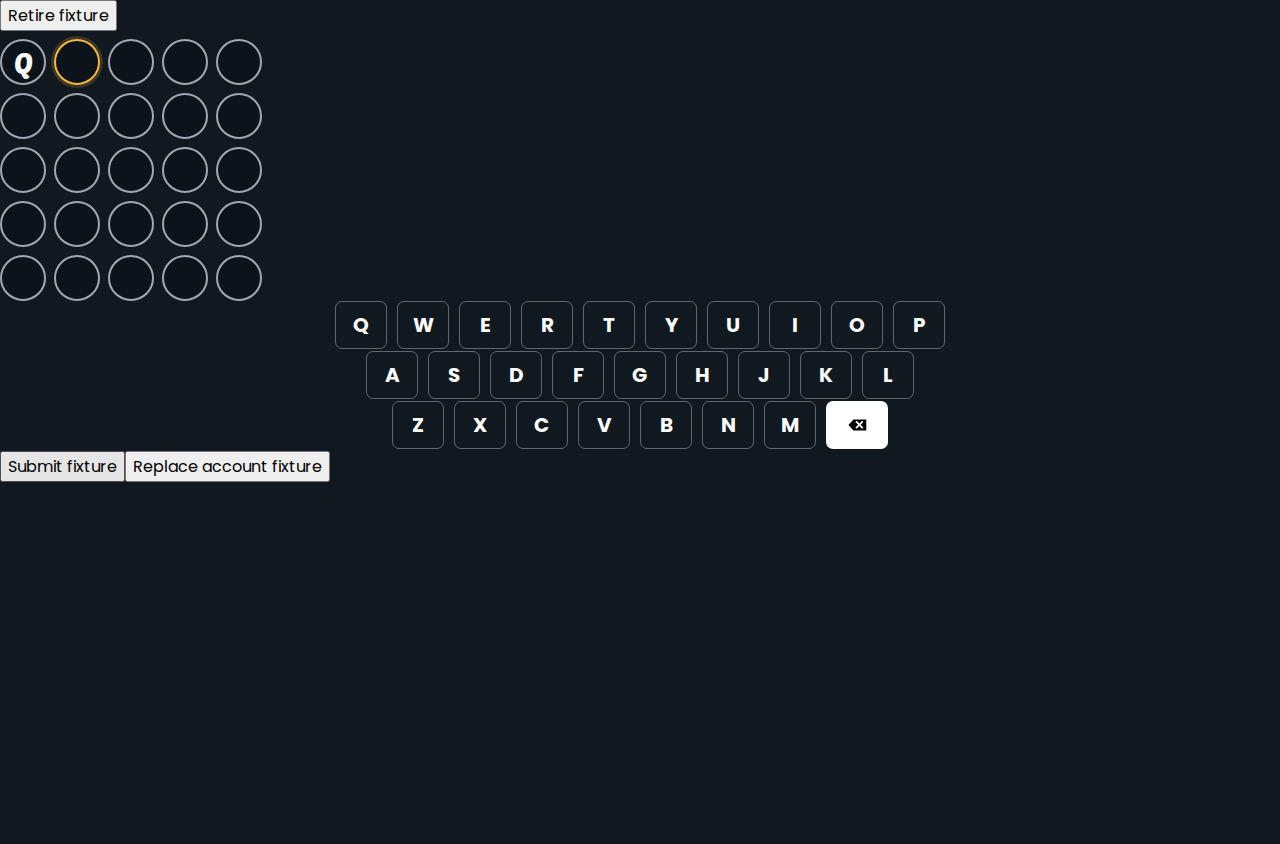 Retire fixture
Q
Q W E R T Y U I O P
A S D F G H J K L
Z X C V B N M
Submit fixture Replace account fixture